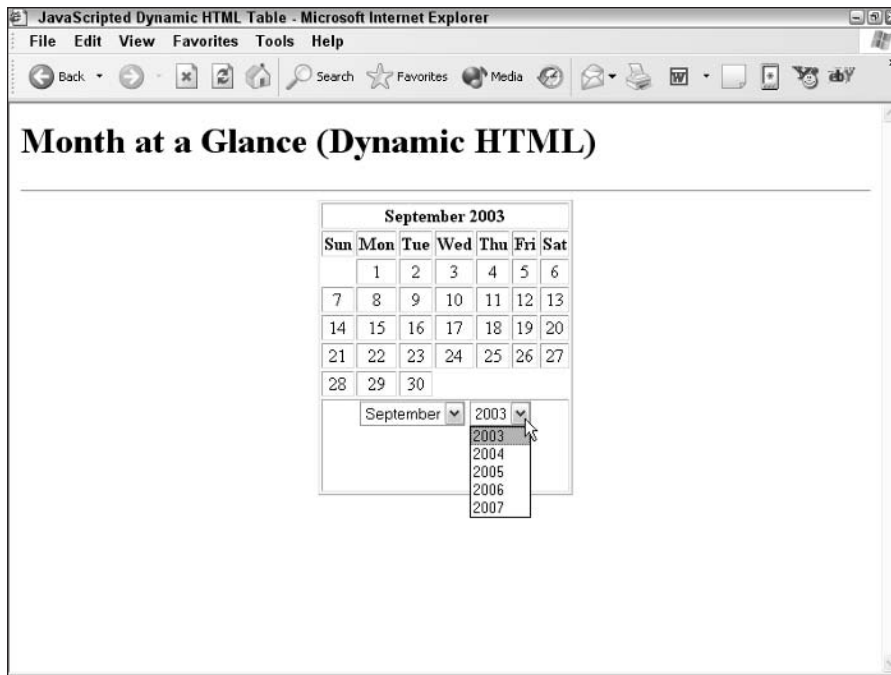 JavaScripted Dynamic HTML Table - Microsoft Internet Explorer
File Edit View Favorites Tools Help
Back Search Favorites Media
Month at a Glance (Dynamic HTML)
September 2003
Sun Mon Tue Wed Thu Fri Sat
1 2 3 4 5 6
7 8 9 10 11 12 13
14 15 16 17 18 19 20
21 22 23 24 25 26 27
28 29 30
September 2003
2003
2004
2005
2006
2007